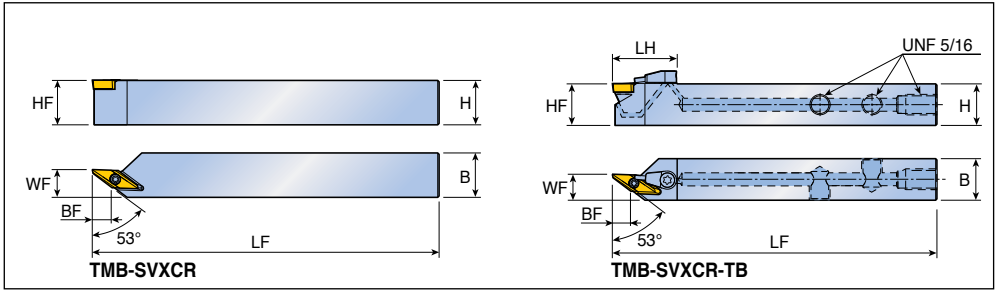 HF
H
WF
B
BF
53°
LF
TMB-SVXCR
LH
UNF 5/16
HF
H
WF
B
BF
53°
LF
TMB-SVXCR-TB